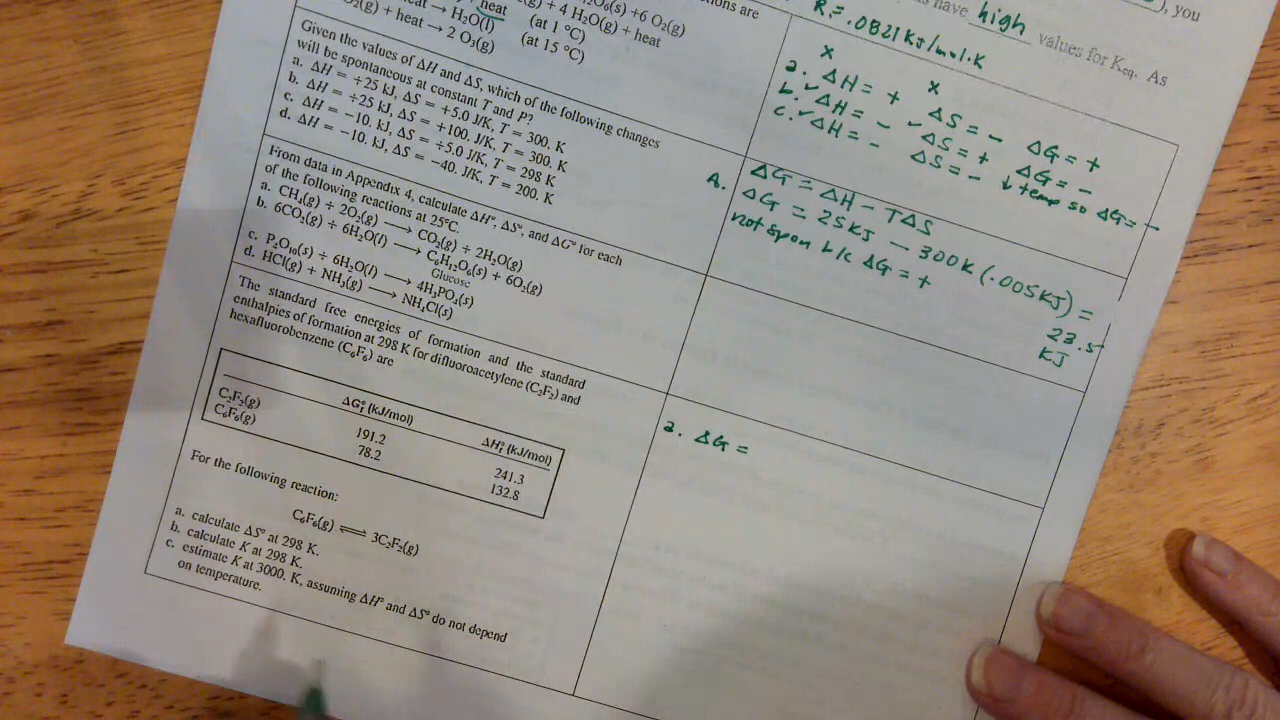 2O₆(s) + 6 O₂(g)
(g) + 4 H₂O(g) + heat
heat → H₂O(l) (at 1 °C)
O₂(g) + heat → 2 O₃(g) (at 15 °C)
Given the values of ΔH and ΔS, which of the following changes
will be spontaneous at constant T and P?
a. ΔH = +25 kJ, ΔS = +5.0 J/K, T = 300. K
b. ΔH = +25 kJ, ΔS = +100. J/K, T = 300. K
c. ΔH = −10. kJ, ΔS = +5.0 J/K, T = 298 K
d. ΔH = −10. kJ, ΔS = −40. J/K, T = 200. K
From data in Appendix 4, calculate ΔH°, ΔS°, and ΔG° for each
of the following reactions at 25°C.
a. CH₄(g) + 2O₂(g) ⟶ CO₂(g) + 2H₂O(g)
b. 6CO₂(g) + 6H₂O(l) ⟶ C₆H₁₂O₆(s) + 6O₂(g)
Glucose
c. P₄O₁₀(s) + 6H₂O(l) ⟶ 4H₃PO₄(s)
d. HCl(g) + NH₃(g) ⟶ NH₄Cl(s)
The standard free energies of formation and the standard
enthalpies of formation at 298 K for difluoroacetylene (C₂F₂) and
hexafluorobenzene (C₆F₆) are
ΔG°f (kJ/mol) ΔH°f (kJ/mol)
C₂F₂(g) 191.2 241.3
C₆F₆(g) 78.2 132.8
For the following reaction:
C₆F₆(g) ⇌ 3C₂F₂(g)
a. calculate ΔS° at 298 K.
b. calculate K at 298 K.
c. estimate K at 3000. K, assuming ΔH° and ΔS° do not depend
on temperature.
tions are
have high values for Keq. As
), you
R = .0821 KJ/mol·K
x x
a. ΔH = + ΔS = − ΔG = +
b. ✓ΔH = − ✓ΔS = + ΔG = −
c. ✓ΔH = − ΔS = − ↓ temp so ΔG = −
ΔG = ΔH − TΔS
A. ΔG = 25 KJ − 300 K (.005 KJ) =
23.5
KJ
not spon b/c ΔG = +
a. ΔG =